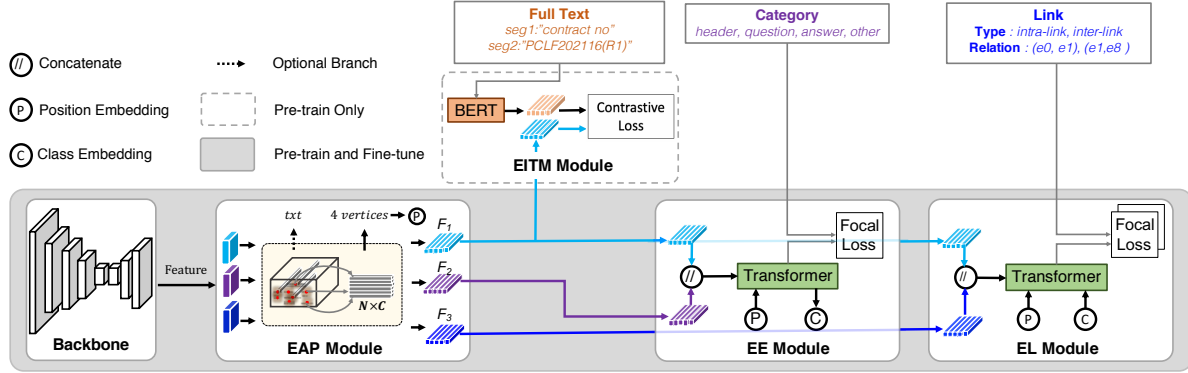 Full Text
seg1:"contract no"
seg2:"PCLF202116(R1)"
Category
header, question, answer, other
Link
Type : intra-link, inter-link
Relation : (e0, e1), (e1,e8 )
// Concatenate
Optional Branch
P Position Embedding
Pre-train Only
C Class Embedding
Pre-train and Fine-tune
BERT
Contrastive
Loss
EITM Module
Backbone
Feature
txt
4 vertices
P
N×C
EAP Module
F1
F2
F3
//
Transformer
Focal
Loss
P
C
EE Module
//
Transformer
Focal
Loss
P
C
EL Module